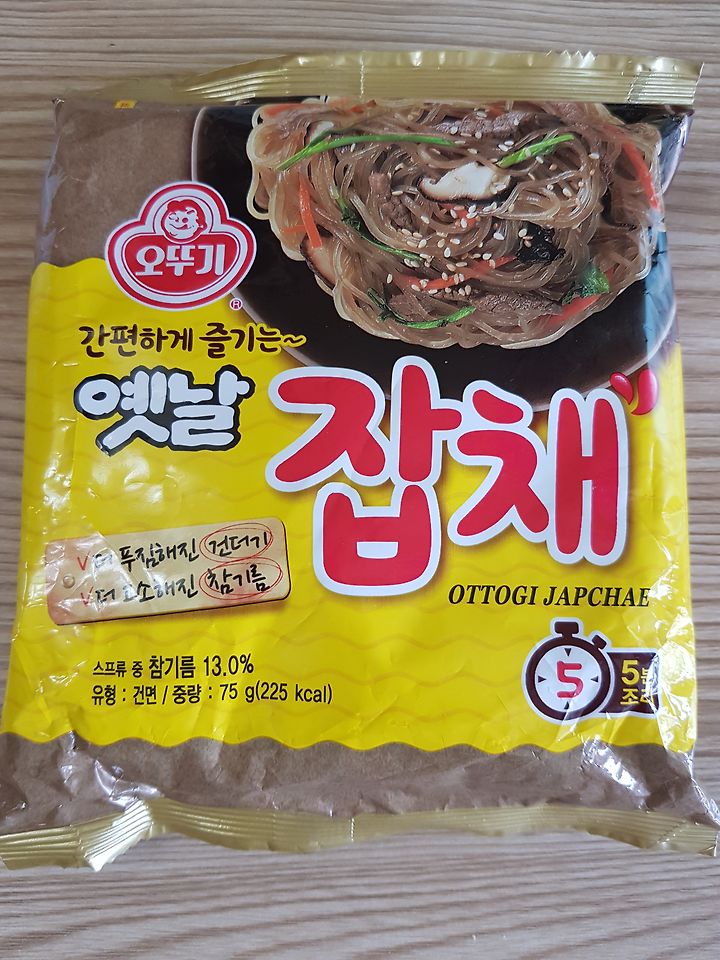 오뚜기
®
간편하게 즐기는~
옛날
잡채
√더 푸짐해진 건더기
√더 고소해진 참기름
OTTOGI JAPCHAE
스프류 중 참기름 13.0%
유형 : 건면 / 중량 : 75 g(225 kcal)
5
5분
조리